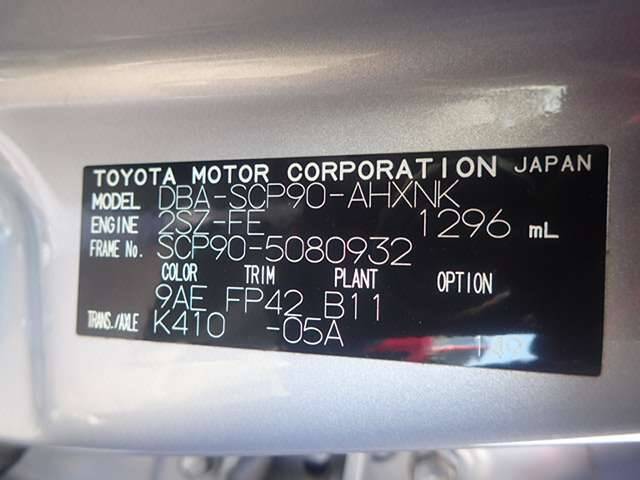 TOYOTA MOTOR CORPORATION JAPAN
MODEL DBA-SCP90-AHXNK
ENGINE 2SZ-FE 1296 mL
FRAME No. SCP90-5080932
COLOR TRIM PLANT OPTION
9AE FP42 B11
TRANS./AXLE K410 -05A